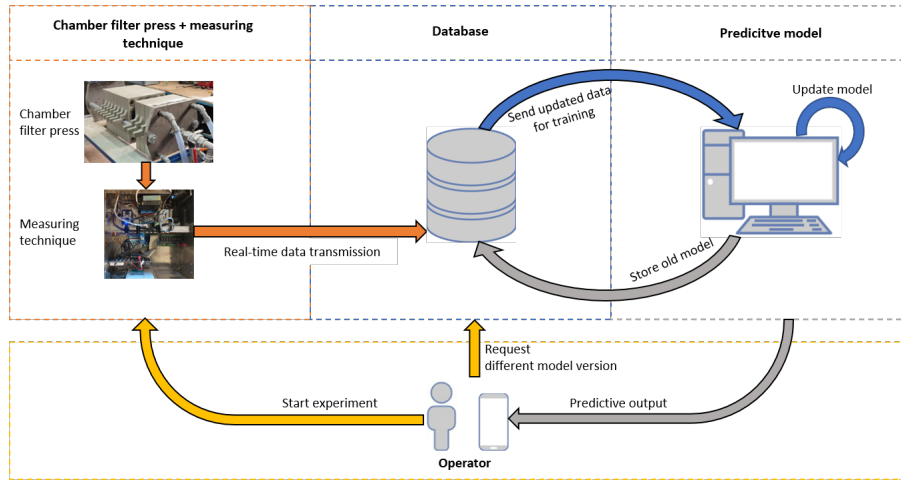 Chamber filter press + measuring
technique
Database
Predicitve model
Chamber
filter press
Send updated data
for training
Update model
Measuring
technique
Real-time data transmission
Store old model
Request
different model version
Start experiment
Predictive output
Operator